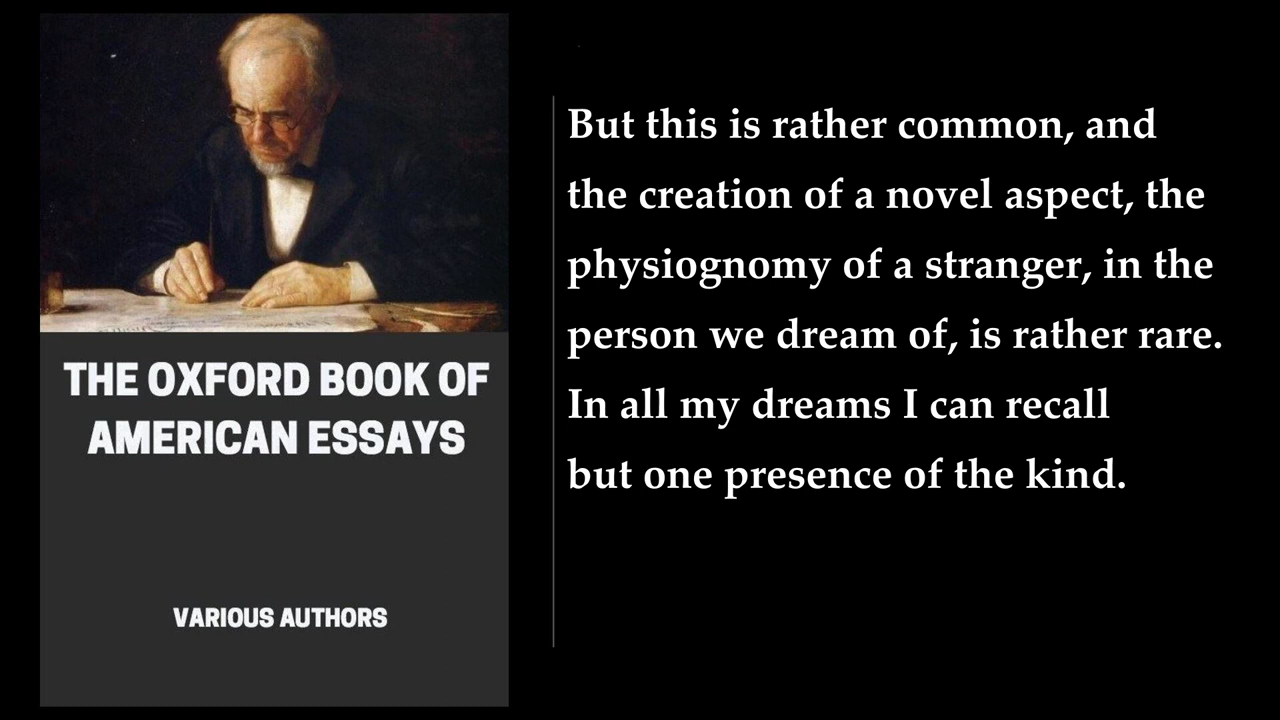 THE OXFORD BOOK OF
AMERICAN ESSAYS
VARIOUS AUTHORS
But this is rather common, and
the creation of a novel aspect, the
physiognomy of a stranger, in the
person we dream of, is rather rare.
In all my dreams I can recall
but one presence of the kind.